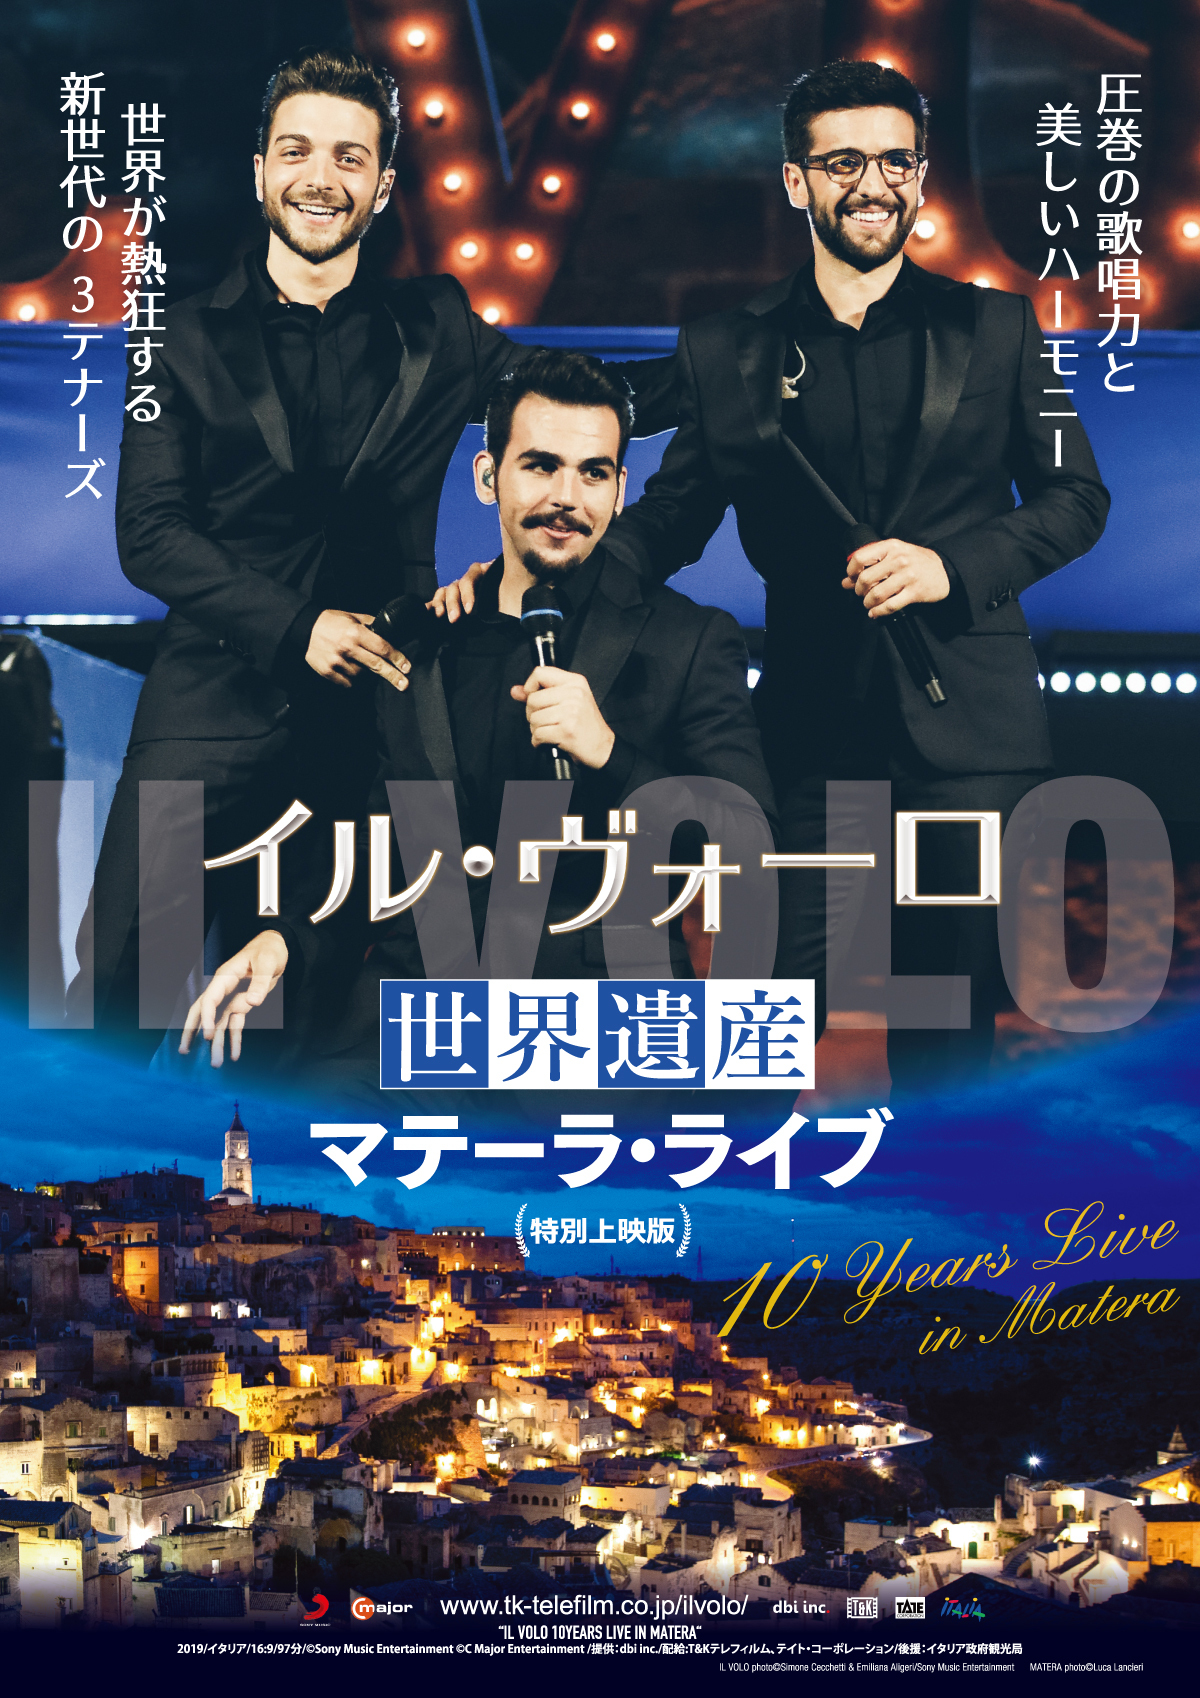 圧巻の歌唱力と
美しいハーモニー
世界が熱狂する
新世代の3テナーズ
IL VOLO
イル・ヴォーロ
世界遺産
マテーラ・ライブ
特別上映版
10 Years Live
in Matera
SONY MUSIC
C major
www.tk-telefilm.co.jp/ilvolo/
dbi inc.
T&K
TATE
CORPORATION
ITALIA
“IL VOLO 10YEARS LIVE IN MATERA“
2019/イタリア/16:9/97分/©Sony Music Entertainment ©C Major Entertainment /提供:dbi inc./配給:T&Kテレフィルム、テイト・コーポレーション/後援:イタリア政府観光局
IL VOLO photo©Simone Cecchetti & Emiliana Aligeri/Sony Music Entertainment MATERA photo©Luca Lancieri